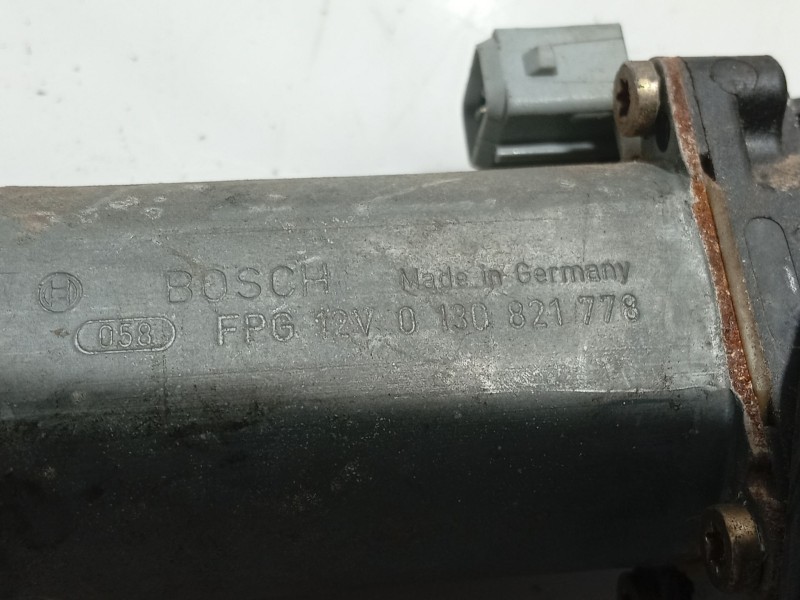 BOSCH Made in Germany
058 FPG 12V 0 130 821 778